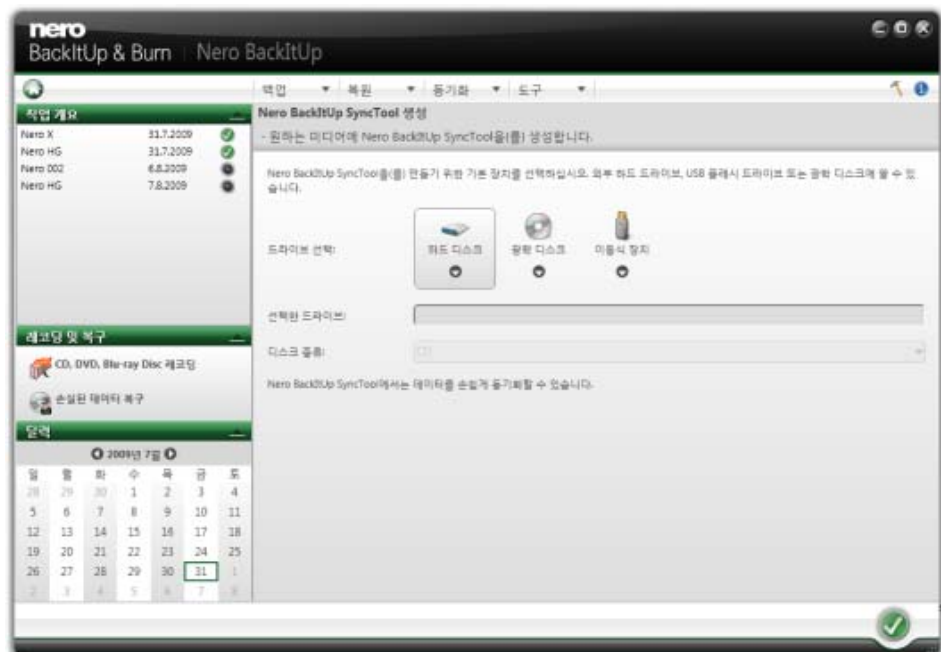 nero
BackItUp & Burn | Nero BackItUp
백업 복원 동기화 도구
작업 개요
Nero X 31.7.2009
Nero HG 31.7.2009
Nero 002 6.8.2009
Nero HG 7.8.2009
Nero BackItUp SyncTool 생성
- 원하는 미디어에 Nero BackItUp SyncTool을(를) 생성합니다.
Nero BackItUp SyncTool을(를) 만들기 위한 기본 장치를 선택하십시오. 외부 하드 드라이브, USB 플래시 드라이브 또는 광학 디스크에 쓸 수 있
습니다.
드라이브 선택:
하드 디스크 광학 디스크 이동식 장치
선택한 드라이브:
디스크 종류: CD
Nero BackItUp SyncTool에서는 데이터를 손쉽게 동기화할 수 있습니다.
레코딩 및 복구
CD, DVD, Blu-ray Disc 레코딩
손실된 데이터 복구
달력
2009년 7월
일 월 화 수 목 금 토
28 29 30 1 2 3 4
5 6 7 8 9 10 11
12 13 14 15 16 17 18
19 20 21 22 23 24 25
26 27 28 29 30 31 1
2 3 4 5 6 7 8